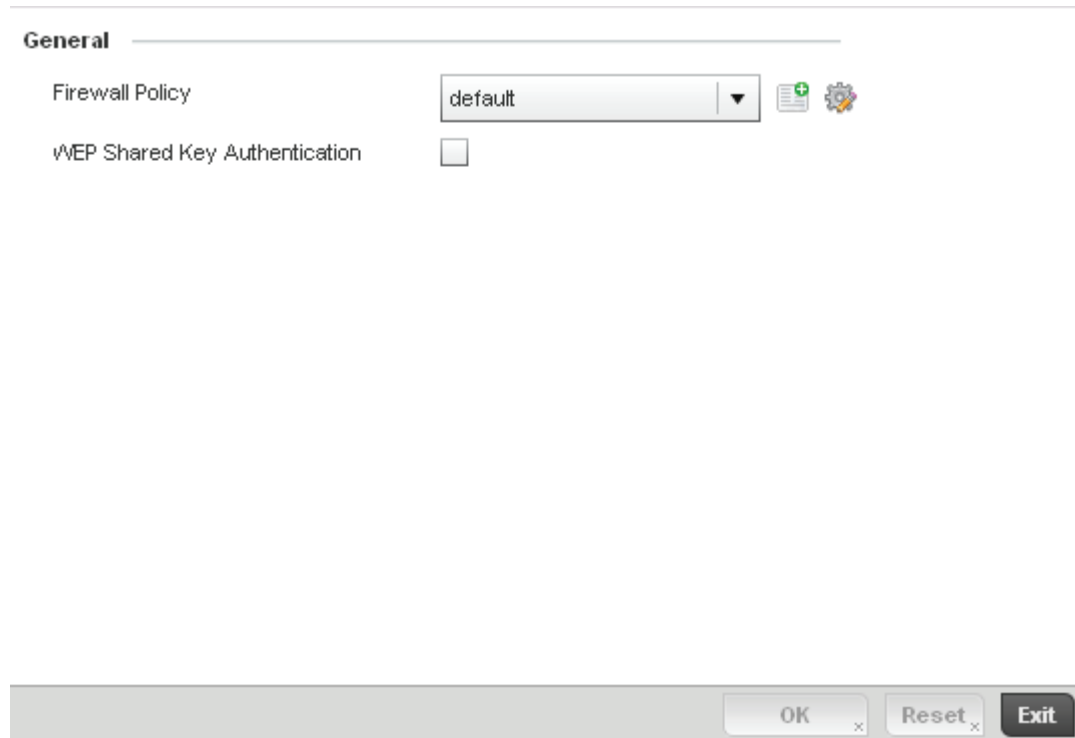 General
Firewall Policy
default
WEP Shared Key Authentication
OK
Reset
Exit